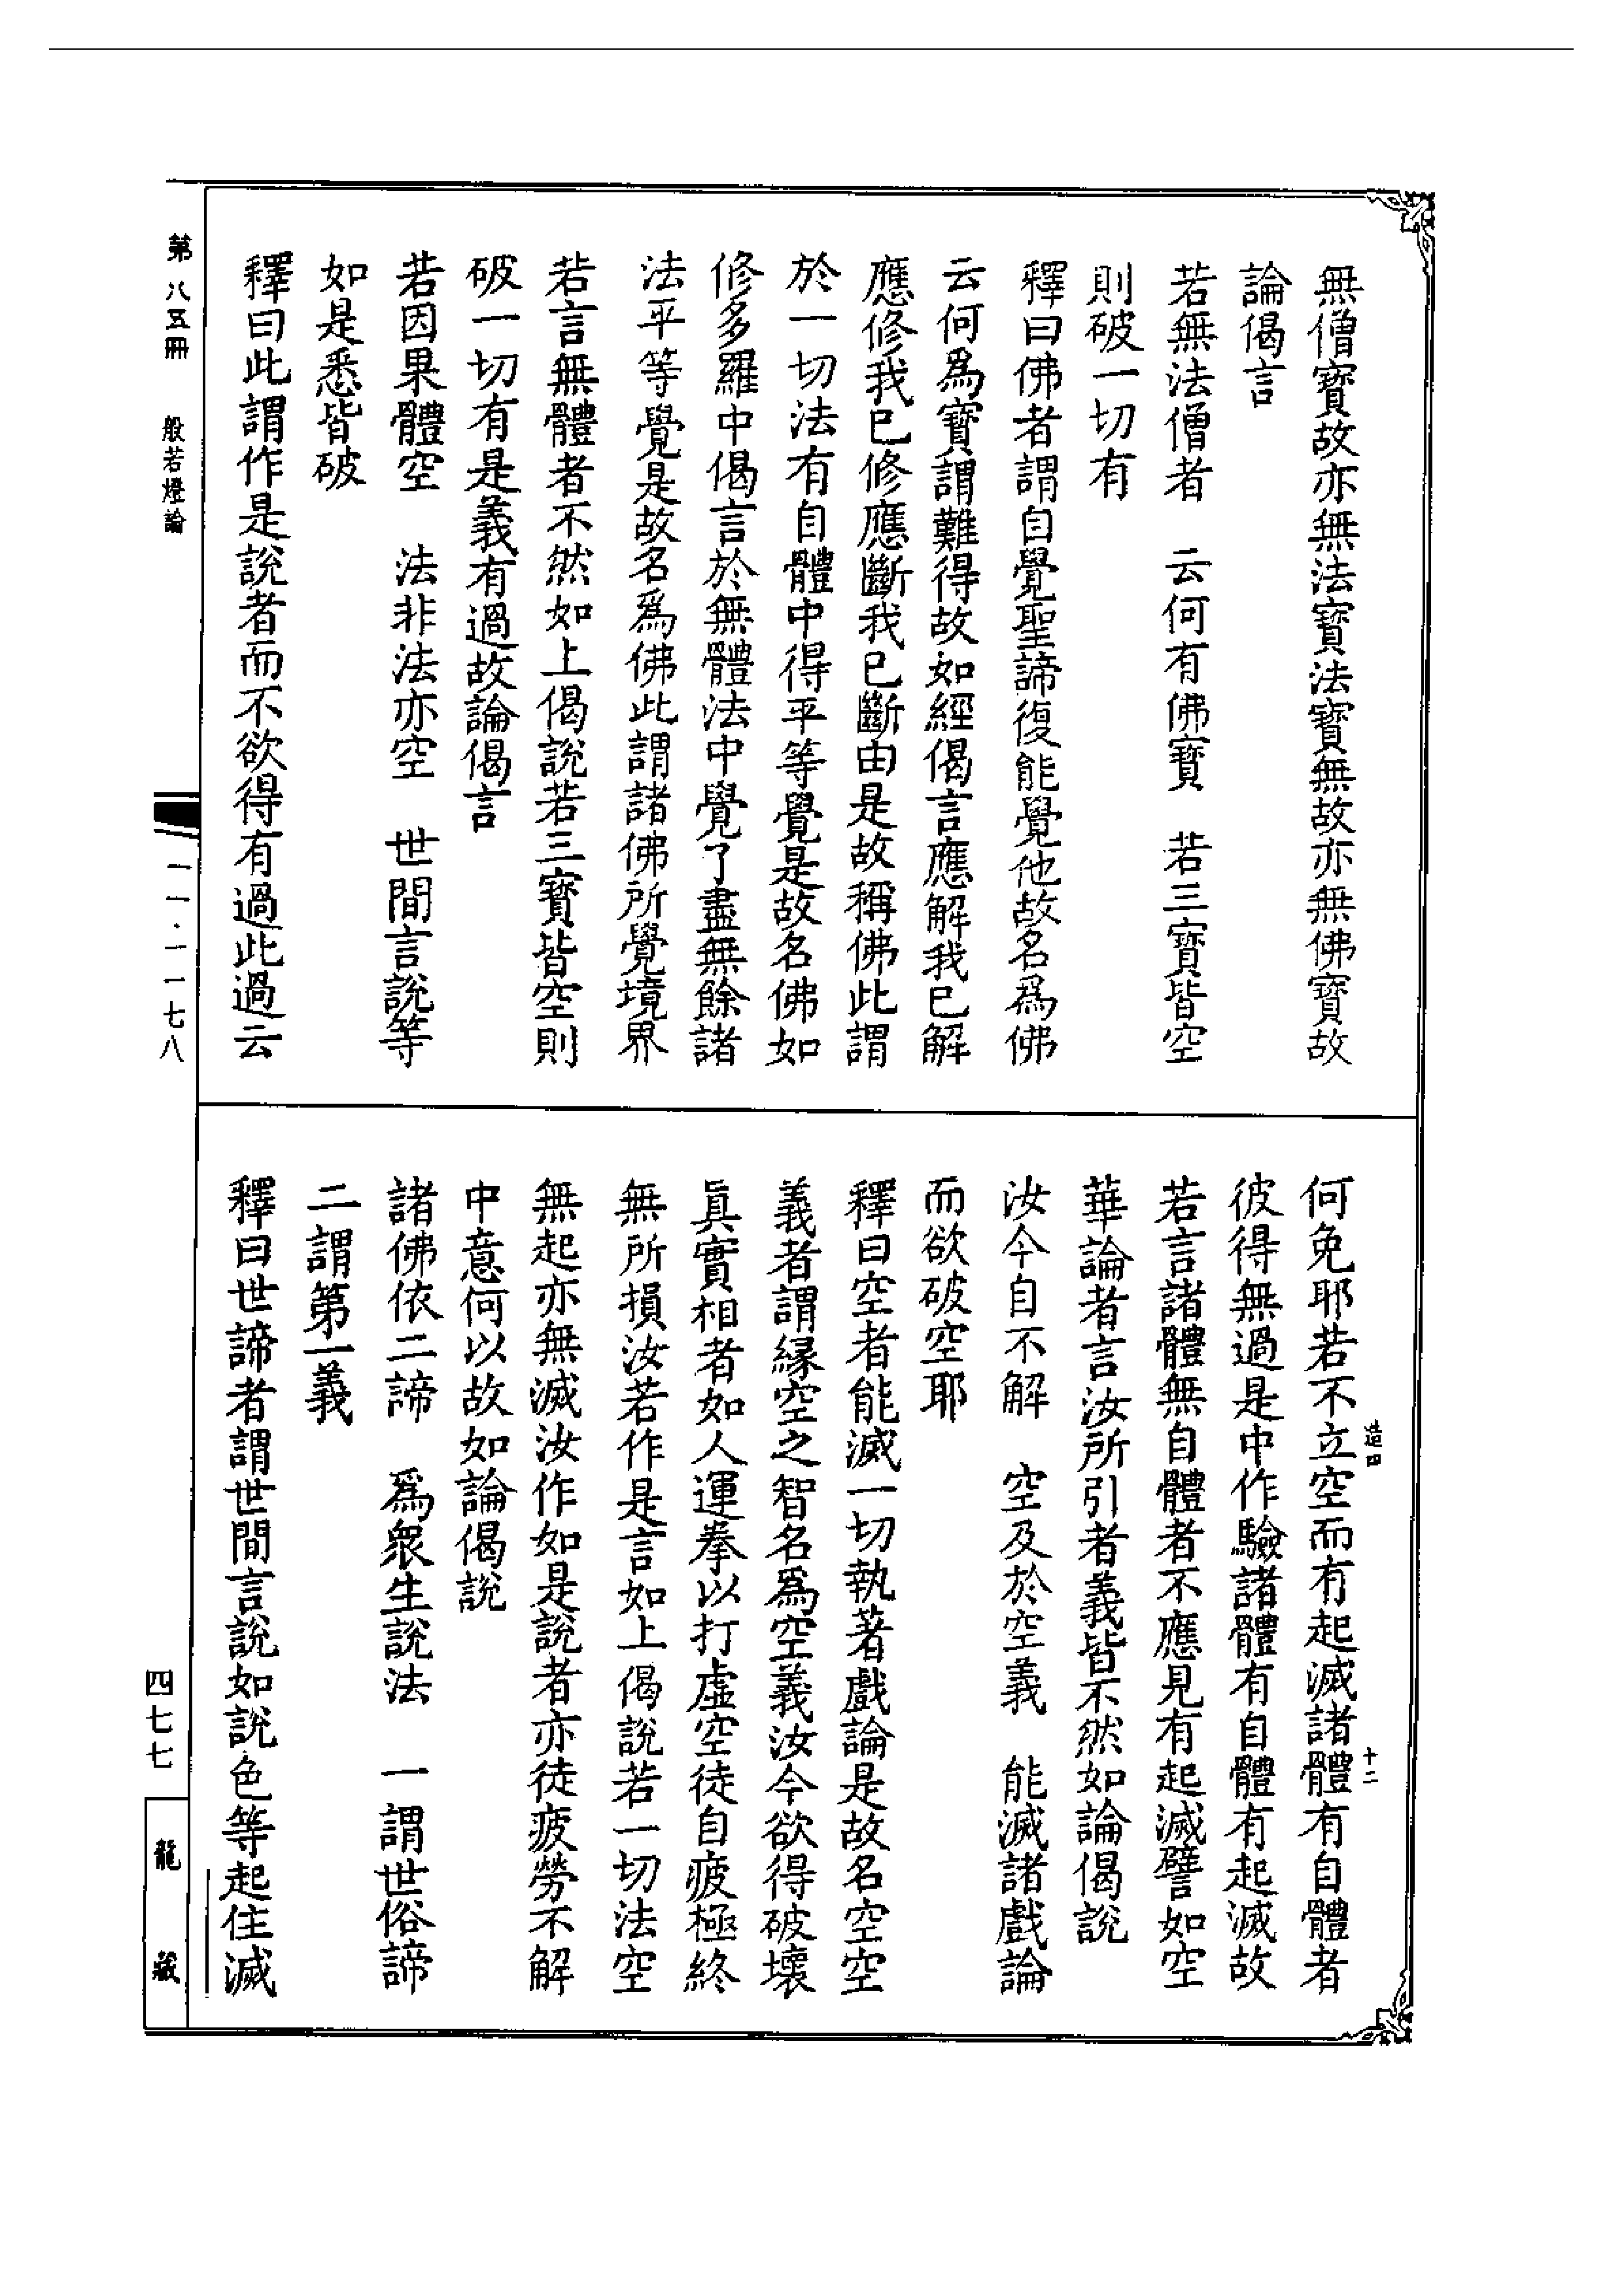 無僧寶故亦無法寶法寶無故亦無佛寶故
論偈言
若無法僧者　云何有佛寶　若三寶皆空
則破一切有
釋曰佛者謂自覺聖諦復能覺他故名爲佛
云何爲寶謂難得故如經偈言應解我已解
應修我已修應斷我已斷由是故稱佛此謂
於一切法有自體中得平等覺是故名佛如
修多羅中偈言於無體法中覺了盡無餘諸
法平等覺是故名爲佛此謂諸佛所覺境界
若言無體者不然如上偈說若三寶皆空則
破一切有是義有過故論偈言
若因果體空　法非法亦空　世間言說等
如是悉皆破
釋曰此謂作是說者而不欲得有過此過云
何免耶若不立空而有起滅諸體有自體者
彼得無過是中作驗諸體有自體有起滅故
若言諸體無自體者不應見有起滅譬如空
華論者言汝所引者義皆不然如論偈說
汝今自不解　空及於空義　能滅諸戲論
而欲破空耶
釋曰空者能滅一切執著戲論是故名空空
義者謂緣空之智名爲空義汝今欲得破壞
眞實相者如人運拳以打虛空徒自疲極終
無所損汝若作是言如上偈說若一切法空
無起亦無滅汝作如是說者亦徒疲勞不解
中意何以故如論偈說
諸佛依二諦　爲衆生說法　一謂世俗諦
二謂第一義
釋曰世諦者謂世間言說如說色等起住滅
造四
十二
第八五冊　般若燈論
一一·一一七八
四七七
龍藏